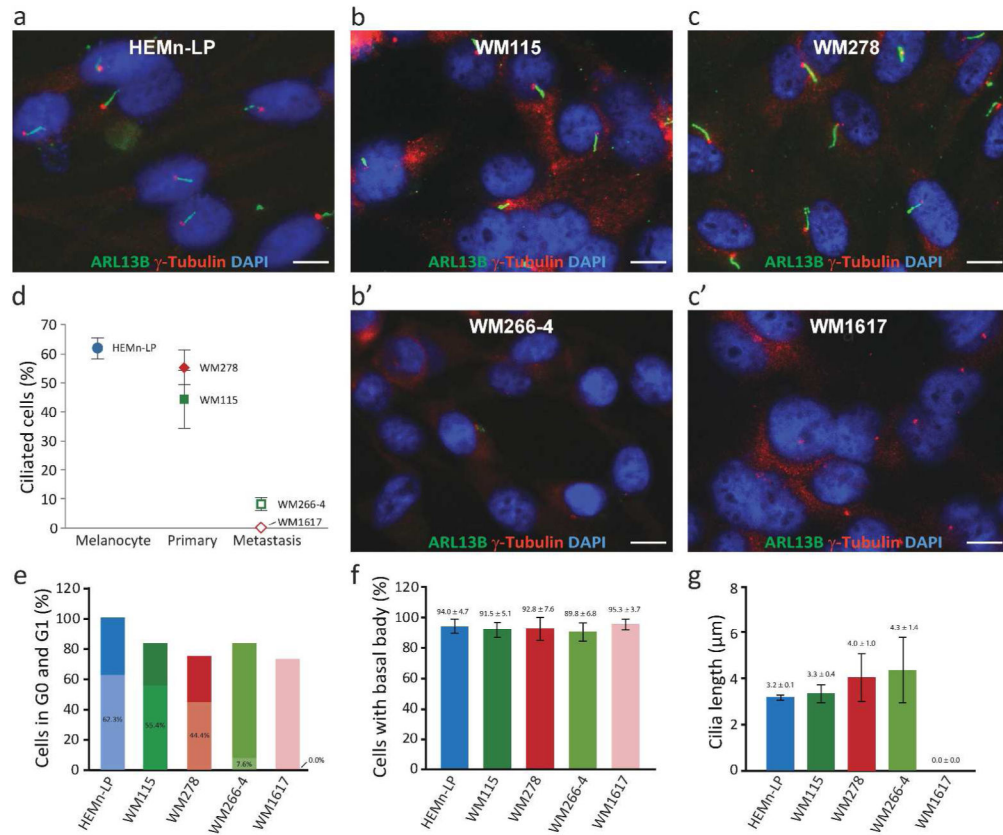 a
HEMn-LP
ARL13B γ-Tubulin DAPI
b
WM115
ARL13B γ-Tubulin DAPI
c
WM278
ARL13B γ-Tubulin DAPI
d
Ciliated cells (%)
70
60
50
40
30
20
10
0
HEMn-LP
WM278
WM115
WM266-4
WM1617
Melanocyte Primary Metastasis
b'
WM266-4
ARL13B γ-Tubulin DAPI
c'
WM1617
ARL13B γ-Tubulin DAPI
e
Cells in G0 and G1 (%)
120
100
80
60
40
20
0
62.3%
55.4%
44.4%
7.6%
0.0%
HEMn-LP
WM115
WM278
WM266-4
WM1617
f
Cells with basal bady (%)
120
100
80
60
40
20
0
94.0 ± 4.7
91.5 ± 5.1
92.8 ± 7.6
89.8 ± 6.8
95.3 ± 3.7
HEMn-LP
WM115
WM278
WM266-4
WM1617
g
Cilia length (μm)
8
6
4
2
0
3.2 ± 0.1
3.3 ± 0.4
4.0 ± 1.0
4.3 ± 1.4
0.0 ± 0.0
HEMn-LP
WM115
WM278
WM266-4
WM1617